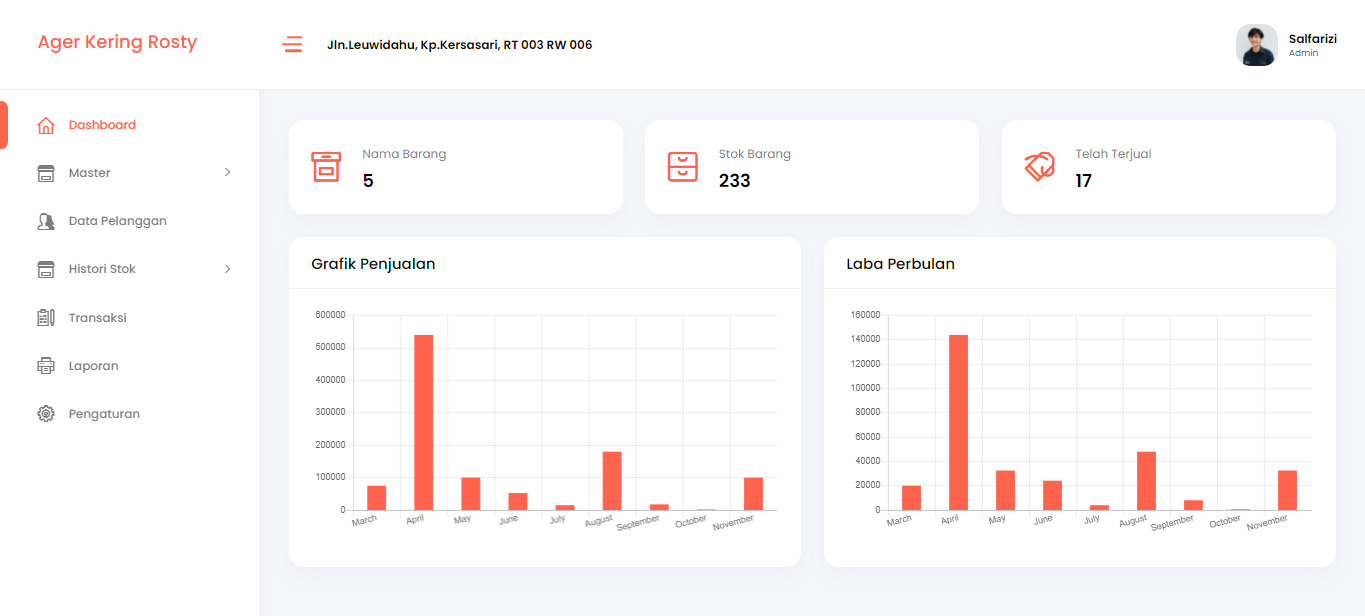 Ager Kering Rosty
Jln.Leuwidahu, Kp.Kersasari, RT 003 RW 006
Salfarizi
Admin
Dashboard
Master
Data Pelanggan
Histori Stok
Transaksi
Laporan
Pengaturan
Nama Barang
5
Stok Barang
233
Telah Terjual
17
Grafik Penjualan
600000
500000
400000
300000
200000
100000
0
March April May June July August September October November
Laba Perbulan
160000
140000
120000
100000
80000
60000
40000
20000
0
March April May June July August September October November